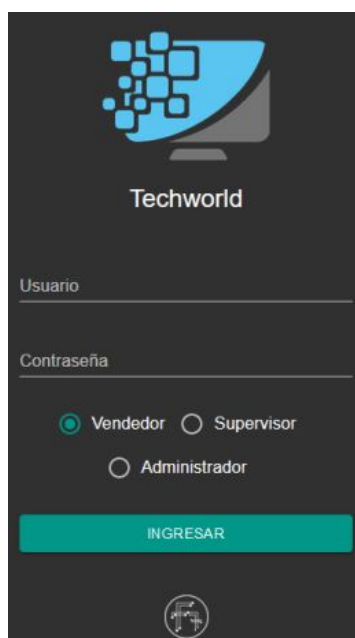 Techworld
Usuario
Contraseña
Vendedor Supervisor
Administrador
INGRESAR